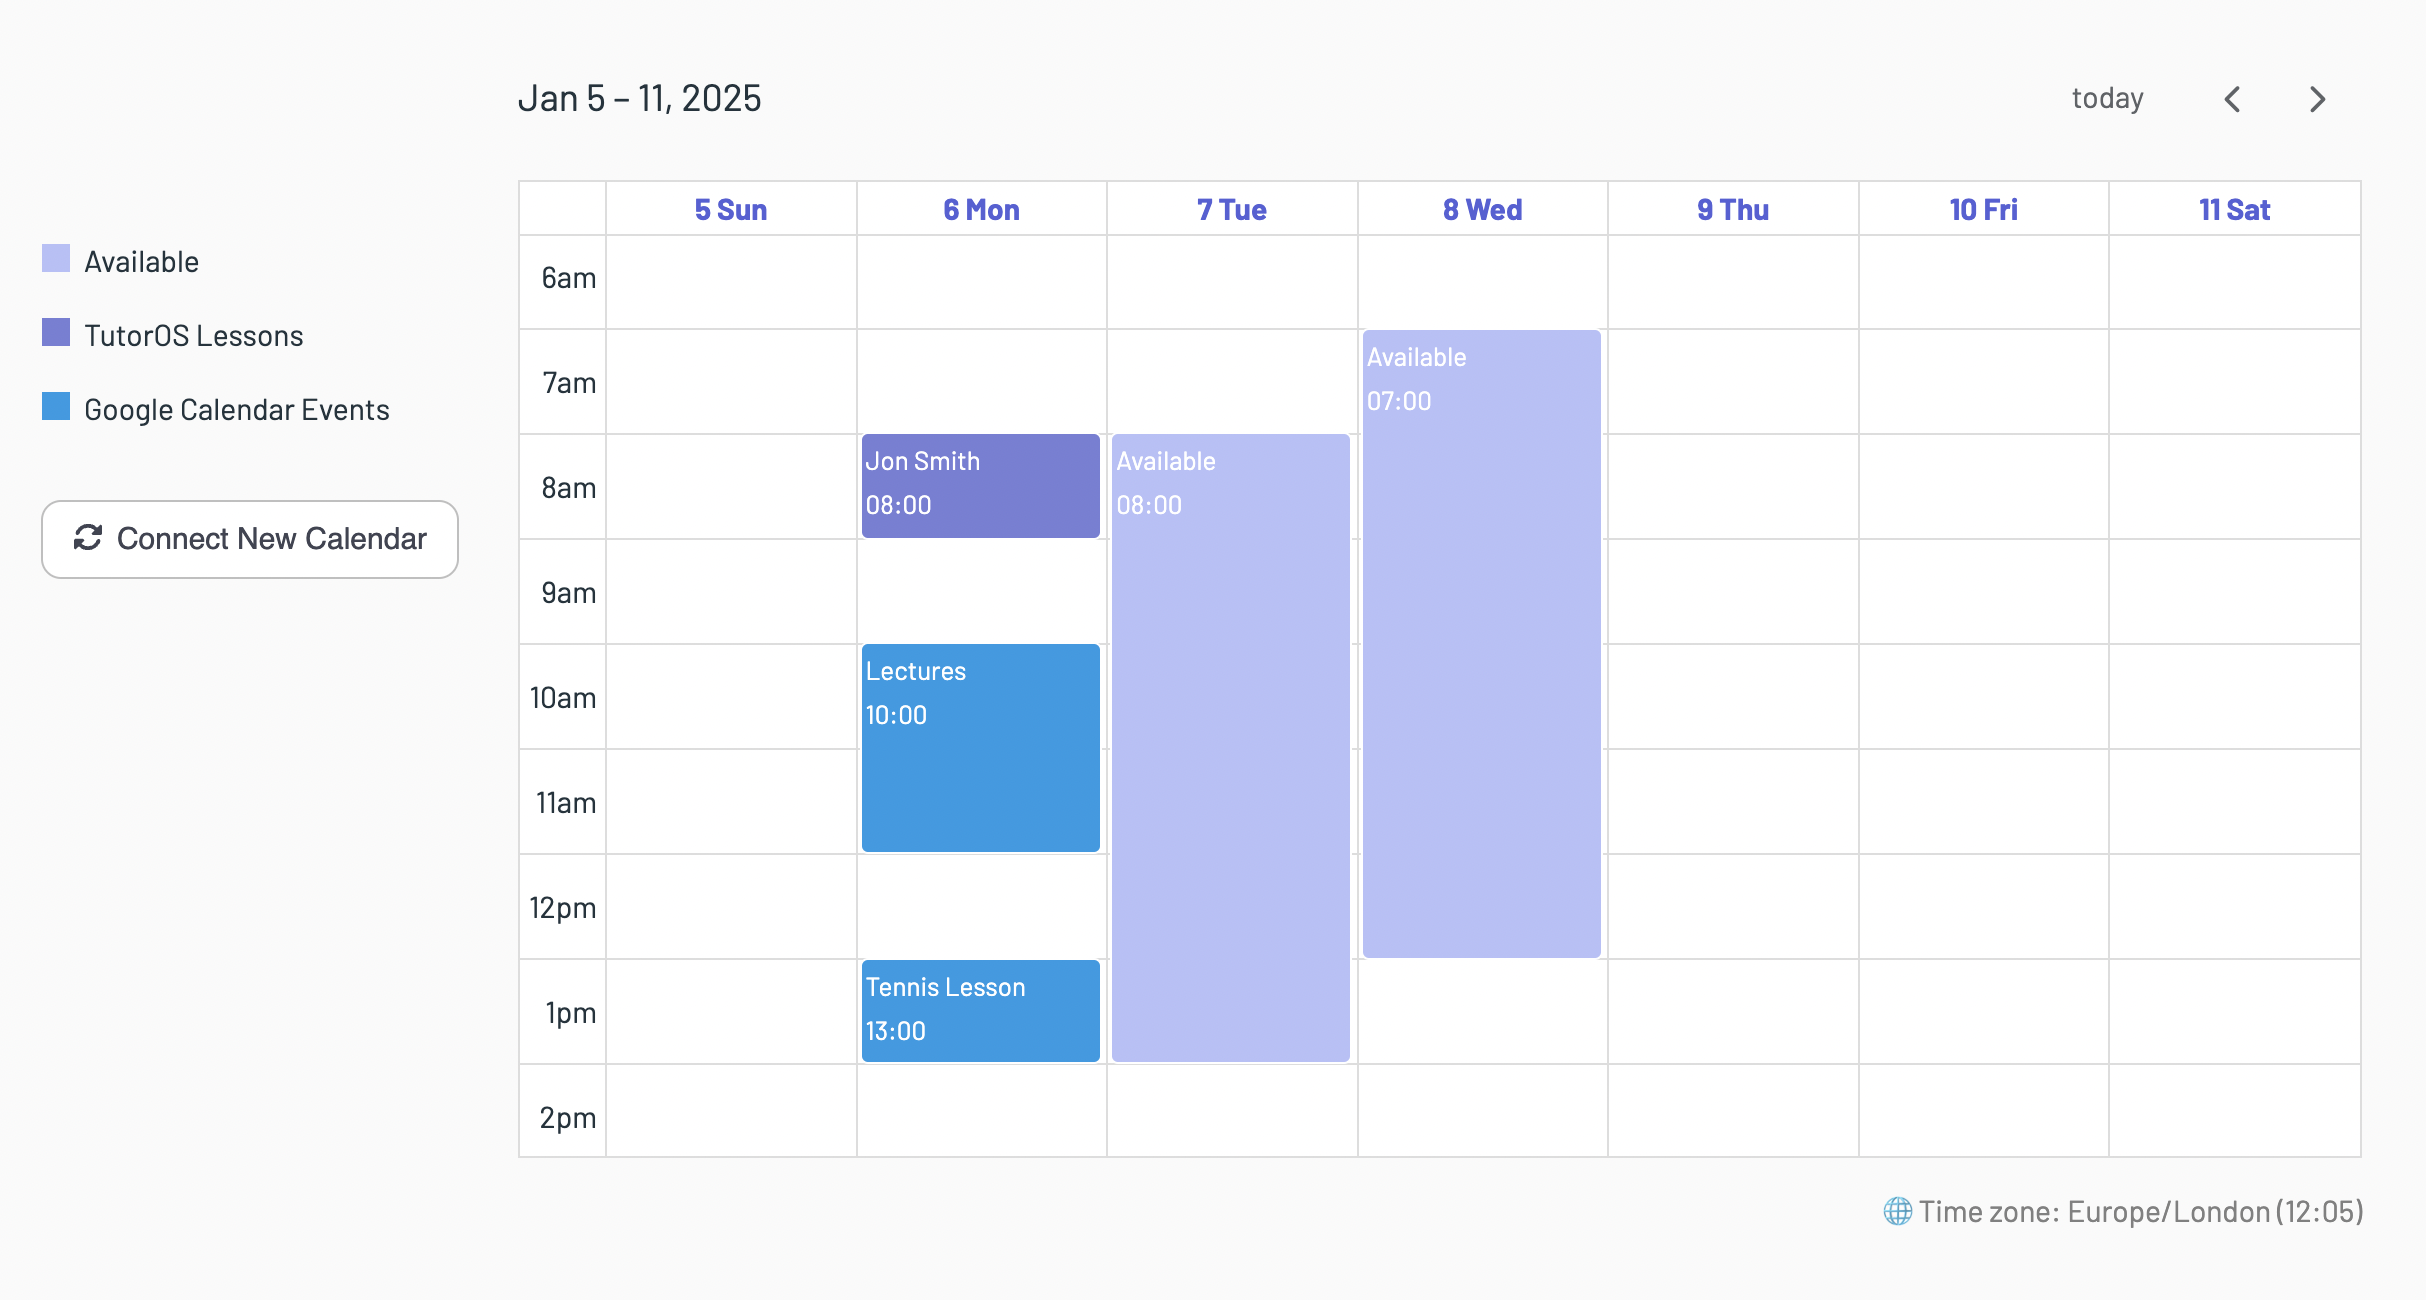 Jan 5 – 11, 2025
today
Available
TutorOS Lessons
Google Calendar Events
Connect New Calendar
5 Sun
6 Mon
7 Tue
8 Wed
9 Thu
10 Fri
11 Sat
6am
7am
8am
9am
10am
11am
12pm
1pm
2pm
Jon Smith
08:00
Lectures
10:00
Tennis Lesson
13:00
Available
08:00
Available
07:00
Time zone: Europe/London (12:05)